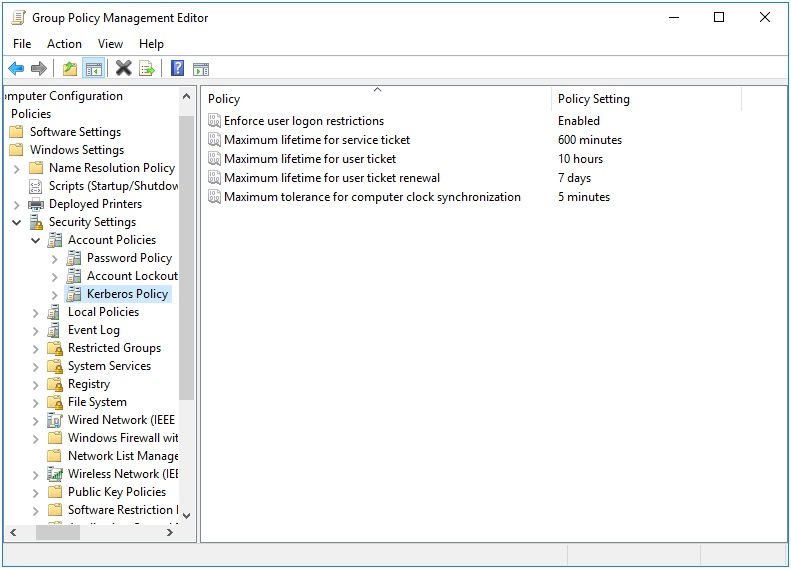 Group Policy Management Editor
File Action View Help
omputer Configuration
Policies
Software Settings
Windows Settings
Name Resolution Policy
Scripts (Startup/Shutdow
Deployed Printers
Security Settings
Account Policies
Password Policy
Account Lockout
Kerberos Policy
Local Policies
Event Log
Restricted Groups
System Services
Registry
File System
Wired Network (IEEE
Windows Firewall wit
Network List Manage
Wireless Network (IEE
Public Key Policies
Software Restriction
Policy Policy Setting
Enforce user logon restrictions Enabled
Maximum lifetime for service ticket 600 minutes
Maximum lifetime for user ticket 10 hours
Maximum lifetime for user ticket renewal 7 days
Maximum tolerance for computer clock synchronization 5 minutes